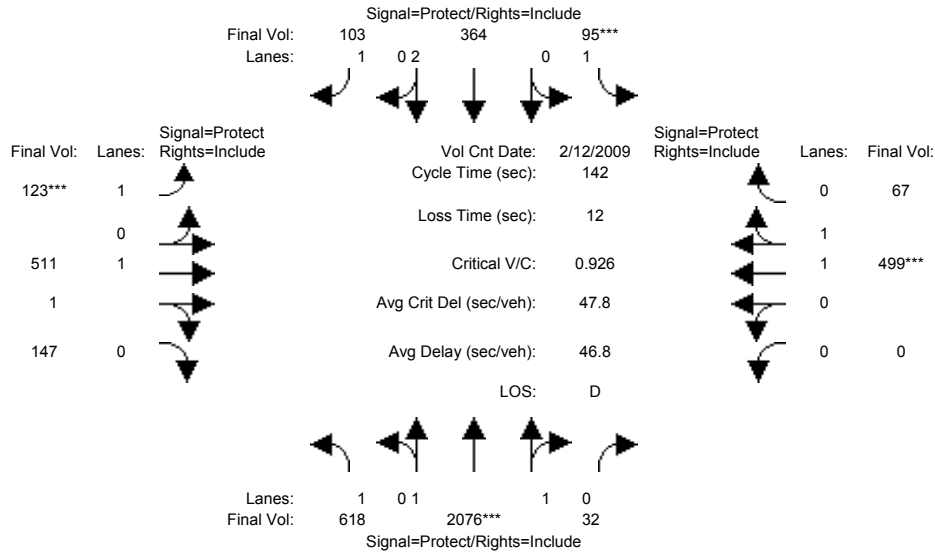 Signal=Protect/Rights=Include
Final Vol: 103 364 95***
Lanes: 1 0 2 0 1
Signal=Protect Signal=Protect
Final Vol: Lanes: Rights=Include Vol Cnt Date: 2/12/2009 Rights=Include Lanes: Final Vol:
Cycle Time (sec): 142
123*** 1 0 67
Loss Time (sec): 12
0 1
511 1 Critical V/C: 0.926 1 499***
1 Avg Crit Del (sec/veh): 47.8 0
147 0 Avg Delay (sec/veh): 46.8 0 0
LOS: D
Lanes: 1 0 1 1 0
Final Vol: 618 2076*** 32
Signal=Protect/Rights=Include